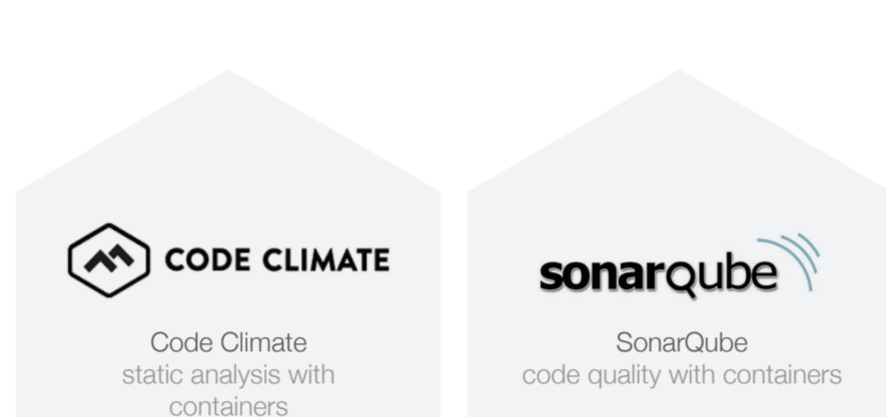 CODE CLIMATE
Code Climate
static analysis with
containers
sonarqube
SonarQube
code quality with containers